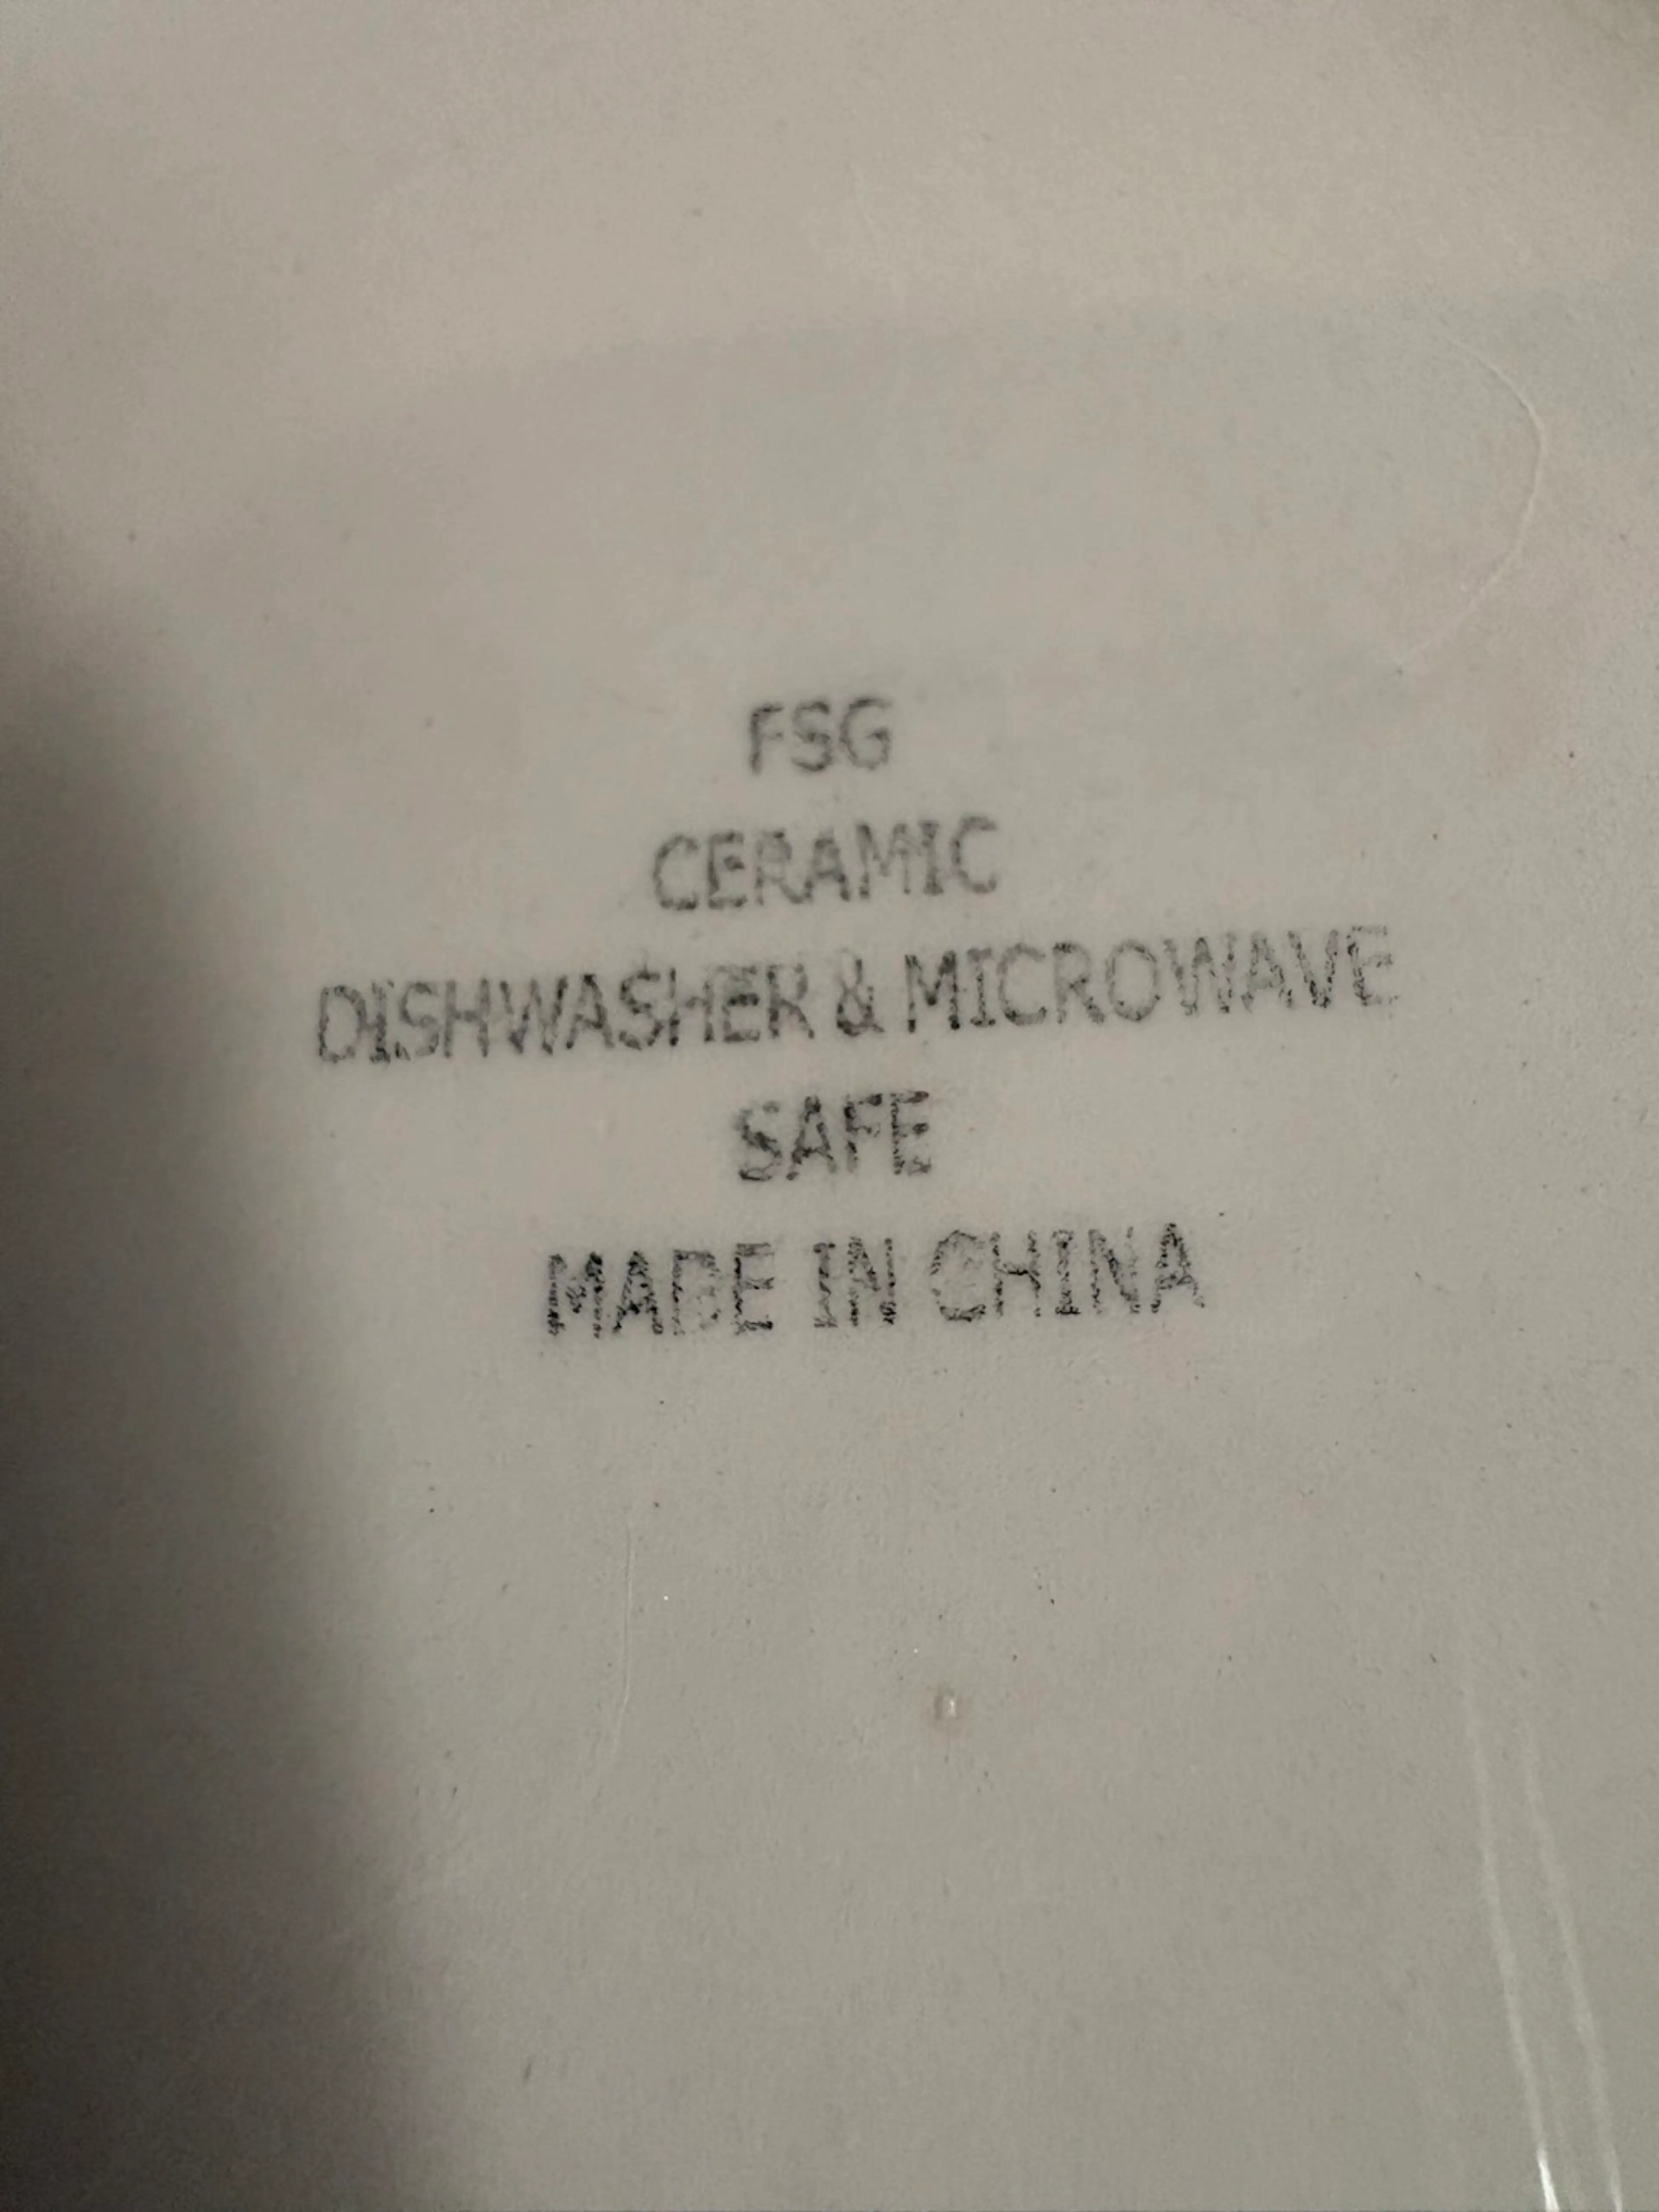 FSG
CERAMIC
DISHWASHER & MICROWAVE
SAFE
MADE IN CHINA